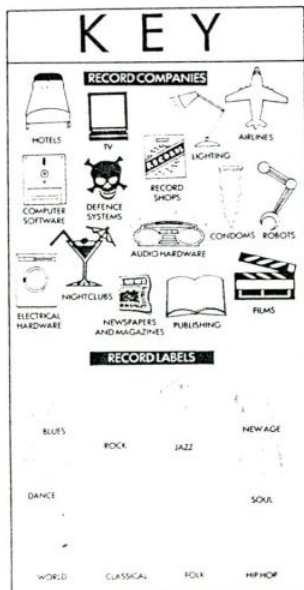 KEY
RECORD COMPANIES
HOTELS
TV
LIGHTING
AIRLINES
COMPUTER
SOFTWARE
DEFENCE
SYSTEMS
RECORD
SHOPS
CONDOMS
ROBOTS
AUDIO HARDWARE
ELECTRICAL
HARDWARE
NIGHTCLUBS
NEWSPAPERS
AND MAGAZINES
PUBLISHING
FILMS
RECORD LABELS
BLUES
ROCK
JAZZ
NEW AGE
DANCE
SOUL
WORLD
CLASSICAL
FOLK
HIP HOP